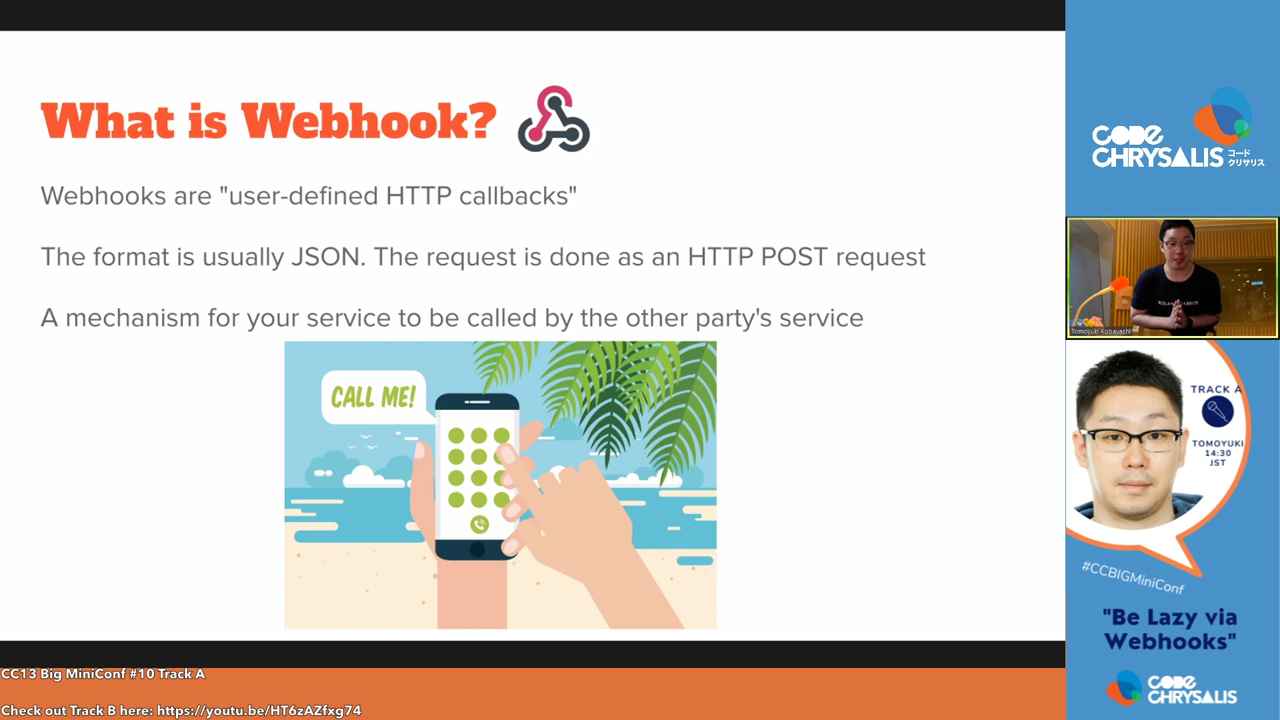 What is Webhook?
Webhooks are "user-defined HTTP callbacks"
The format is usually JSON. The request is done as an HTTP POST request
A mechanism for your service to be called by the other party's service
CALL ME!
CODE
CHRYSALIS
コード
クリサリス
Tomoyuki Kobayashi
TRACK A
TOMOYUKI
14:30
JST
#CCBIGMiniConf
"Be Lazy via
Webhooks"
CODE
CHRYSALIS
CC13 Big MiniConf #10 Track A
Check out Track B here: https://youtu.be/HT6zAZfxg74